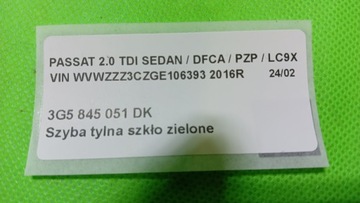 PASSAT 2.0 TDI SEDAN / DFCA / PZP / LC9X
VIN WVWZZZ3CZGE106393 2016R 24/02
3G5 845 051 DK
Szyba tylna szkło zielone